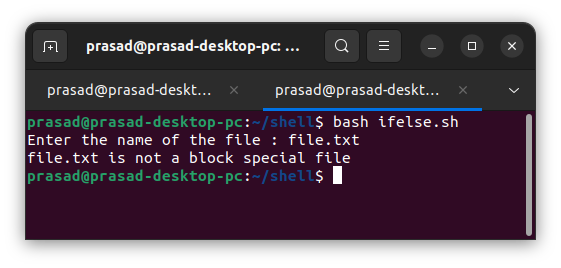 prasad@prasad-desktop-pc: ...
prasad@prasad-deskt... × prasad@prasad-deskt... ×
prasad@prasad-desktop-pc:~/shell$ bash ifelse.sh
Enter the name of the file : file.txt
file.txt is not a block special file
prasad@prasad-desktop-pc:~/shell$